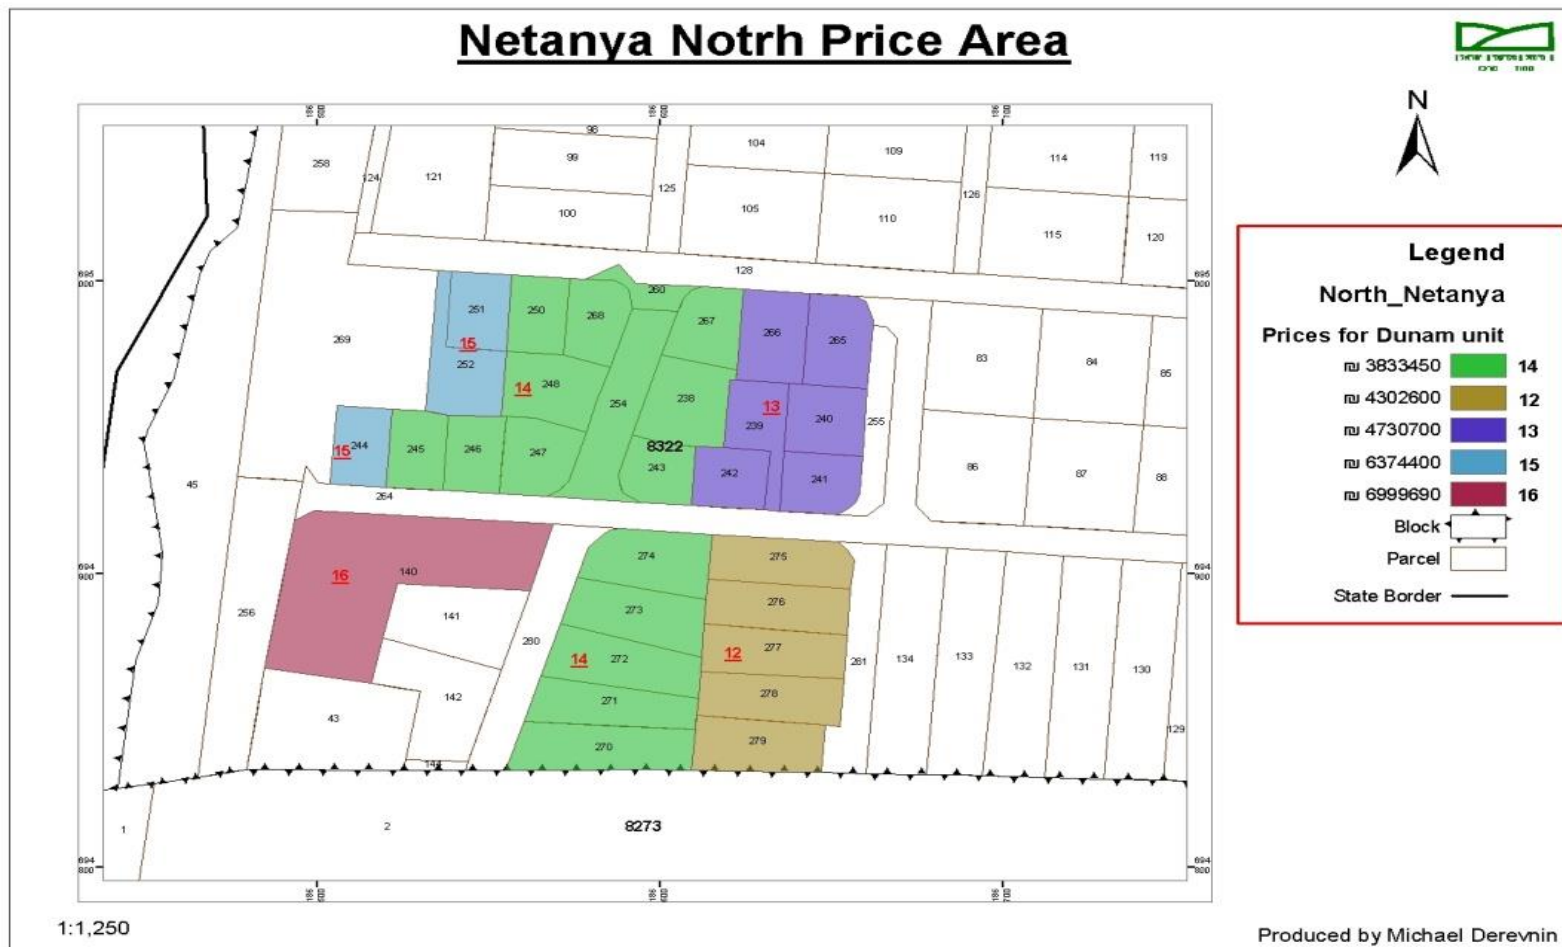 Netanya Notrh Price Area
N
Legend
North_Netanya
Prices for Dunam unit
₪ 3833450 14
₪ 4302600 12
₪ 4730700 13
₪ 6374400 15
₪ 6999690 16
Block
Parcel
State Border
98
258 124 121 99 125 104 109 126 114 119
100 105 110 115 120
128
269 251 250 268 260 267 266 265 83 84 85
15
252 14 248 254 238 13 239 240 255
15 244 245 246 247 8322 243 242 241 86 87 88
45 264
16 140 274 275
256 141 280 273 276
142 14 272 12 277 261 134 133 132 131 130
43 271 278
144 270 279 129
1 2 8273
1:1,250
Produced by Michael Derevnin